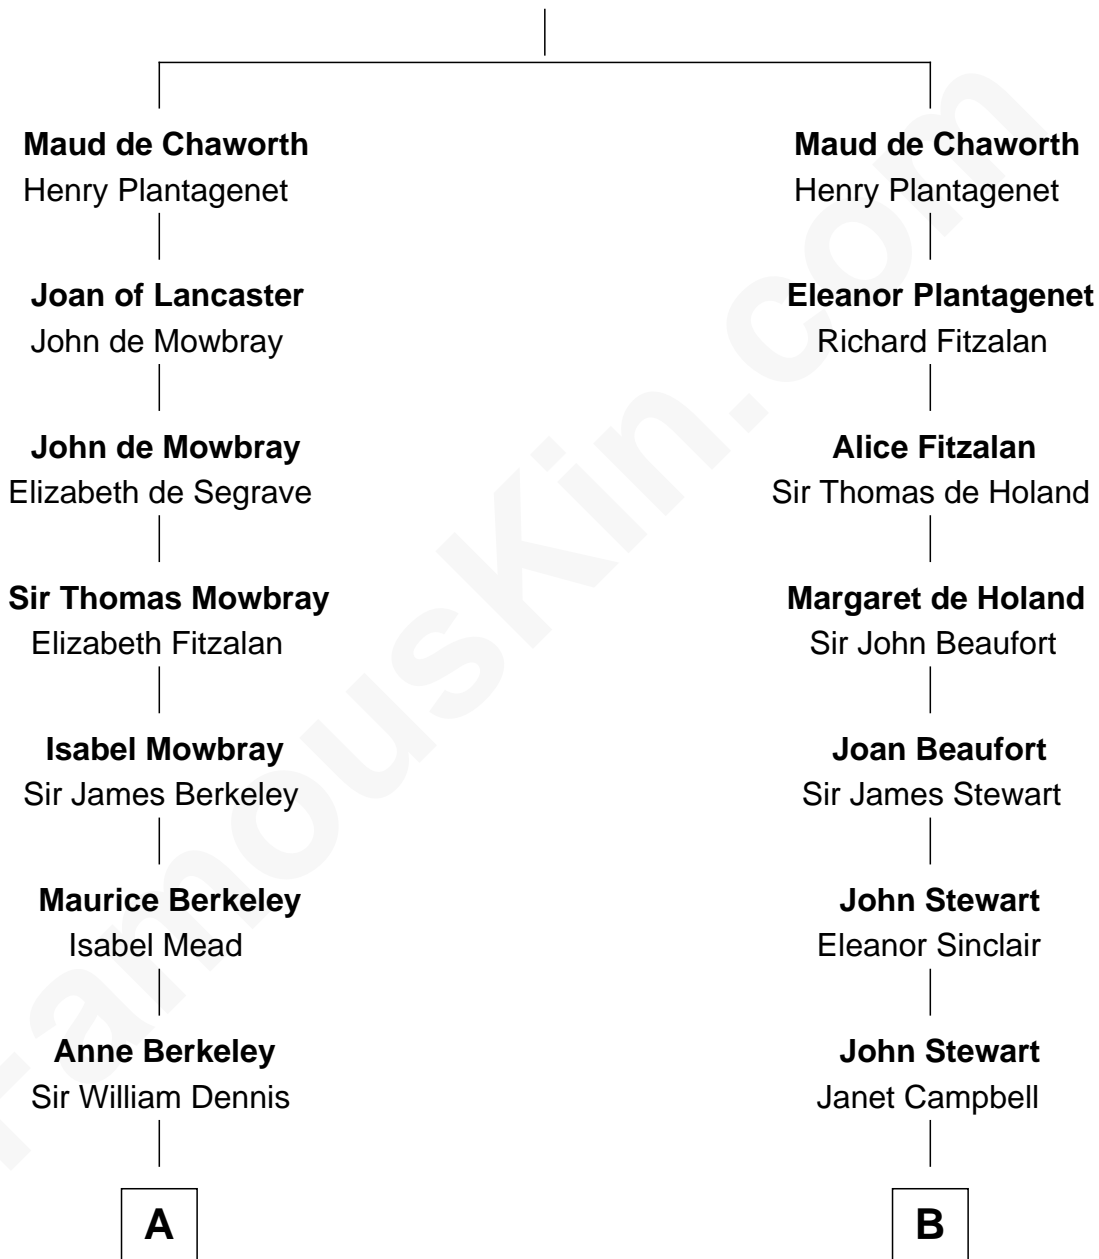 Maud de Chaworth
Henry Plantagenet
Joan of Lancaster
John de Mowbray
John de Mowbray
Elizabeth de Segrave
Sir Thomas Mowbray
Elizabeth Fitzalan
Isabel Mowbray
Sir James Berkeley
Maurice Berkeley
Isabel Mead
Anne Berkeley
Sir William Dennis
A
Maud de Chaworth
Henry Plantagenet
Eleanor Plantagenet
Richard Fitzalan
Alice Fitzalan
Sir Thomas de Holand
Margaret de Holand
Sir John Beaufort
Joan Beaufort
Sir James Stewart
John Stewart
Eleanor Sinclair
John Stewart
Janet Campbell
B
FamousKin.com